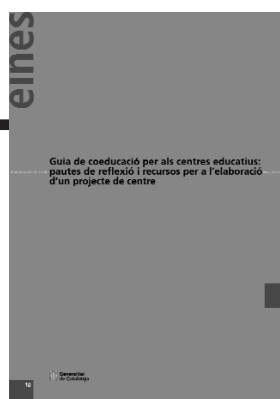 eines
Guia de coeducació per als centres educatius:
pautes de reflexió i recursos per a l'elaboració
d'un projecte de centre
Generalitat
de Catalunya
10